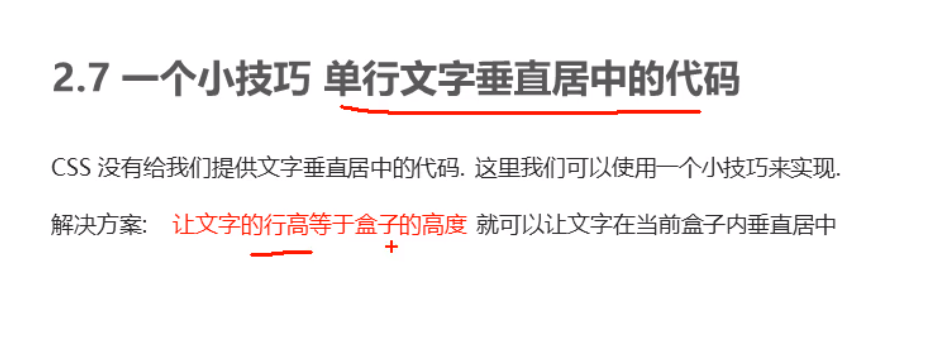 2.7 一个小技巧 单行文字垂直居中的代码
CSS 没有给我们提供文字垂直居中的代码. 这里我们可以使用一个小技巧来实现.
解决方案: 让文字的行高等于盒子的高度 就可以让文字在当前盒子内垂直居中